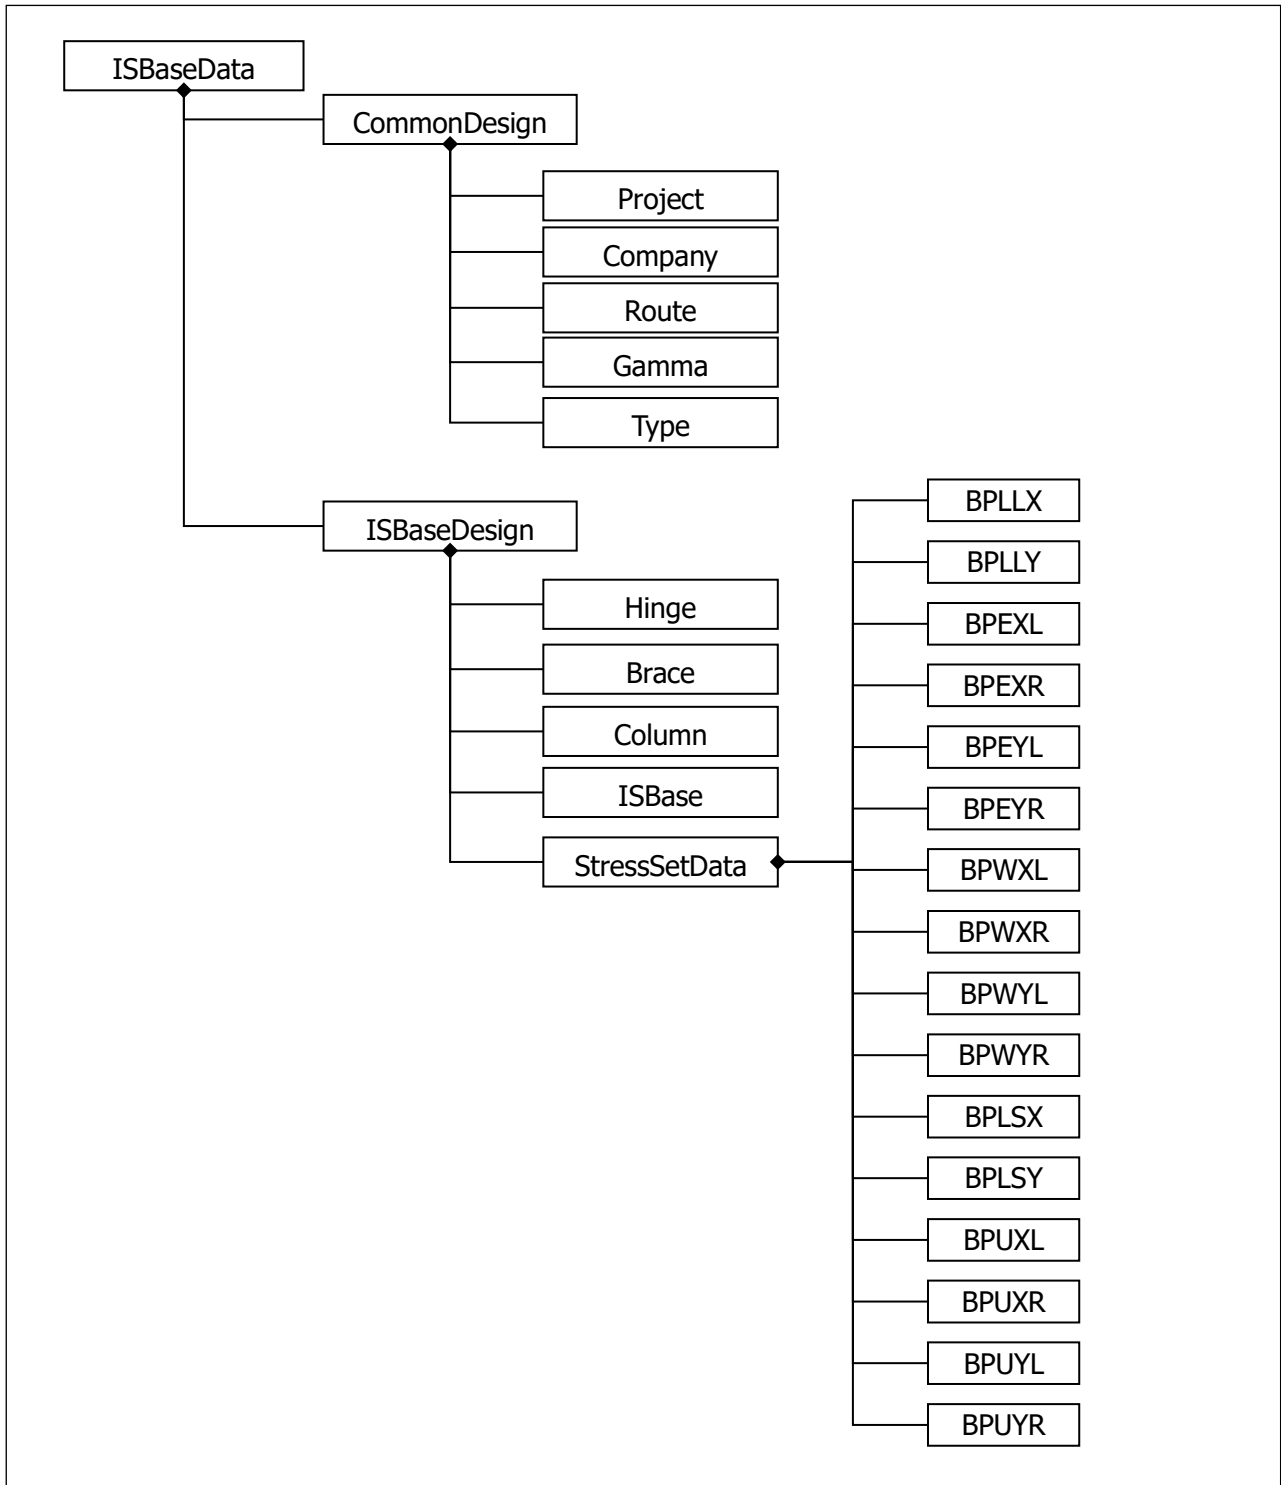 ISBaseData
CommonDesign
Project
Company
Route
Gamma
Type
ISBaseDesign
Hinge
Brace
Column
ISBase
StressSetData
BPLLX
BPLLY
BPEXL
BPEXR
BPEYL
BPEYR
BPWXL
BPWXR
BPWYL
BPWYR
BPLSX
BPLSY
BPUXL
BPUXR
BPUYL
BPUYR